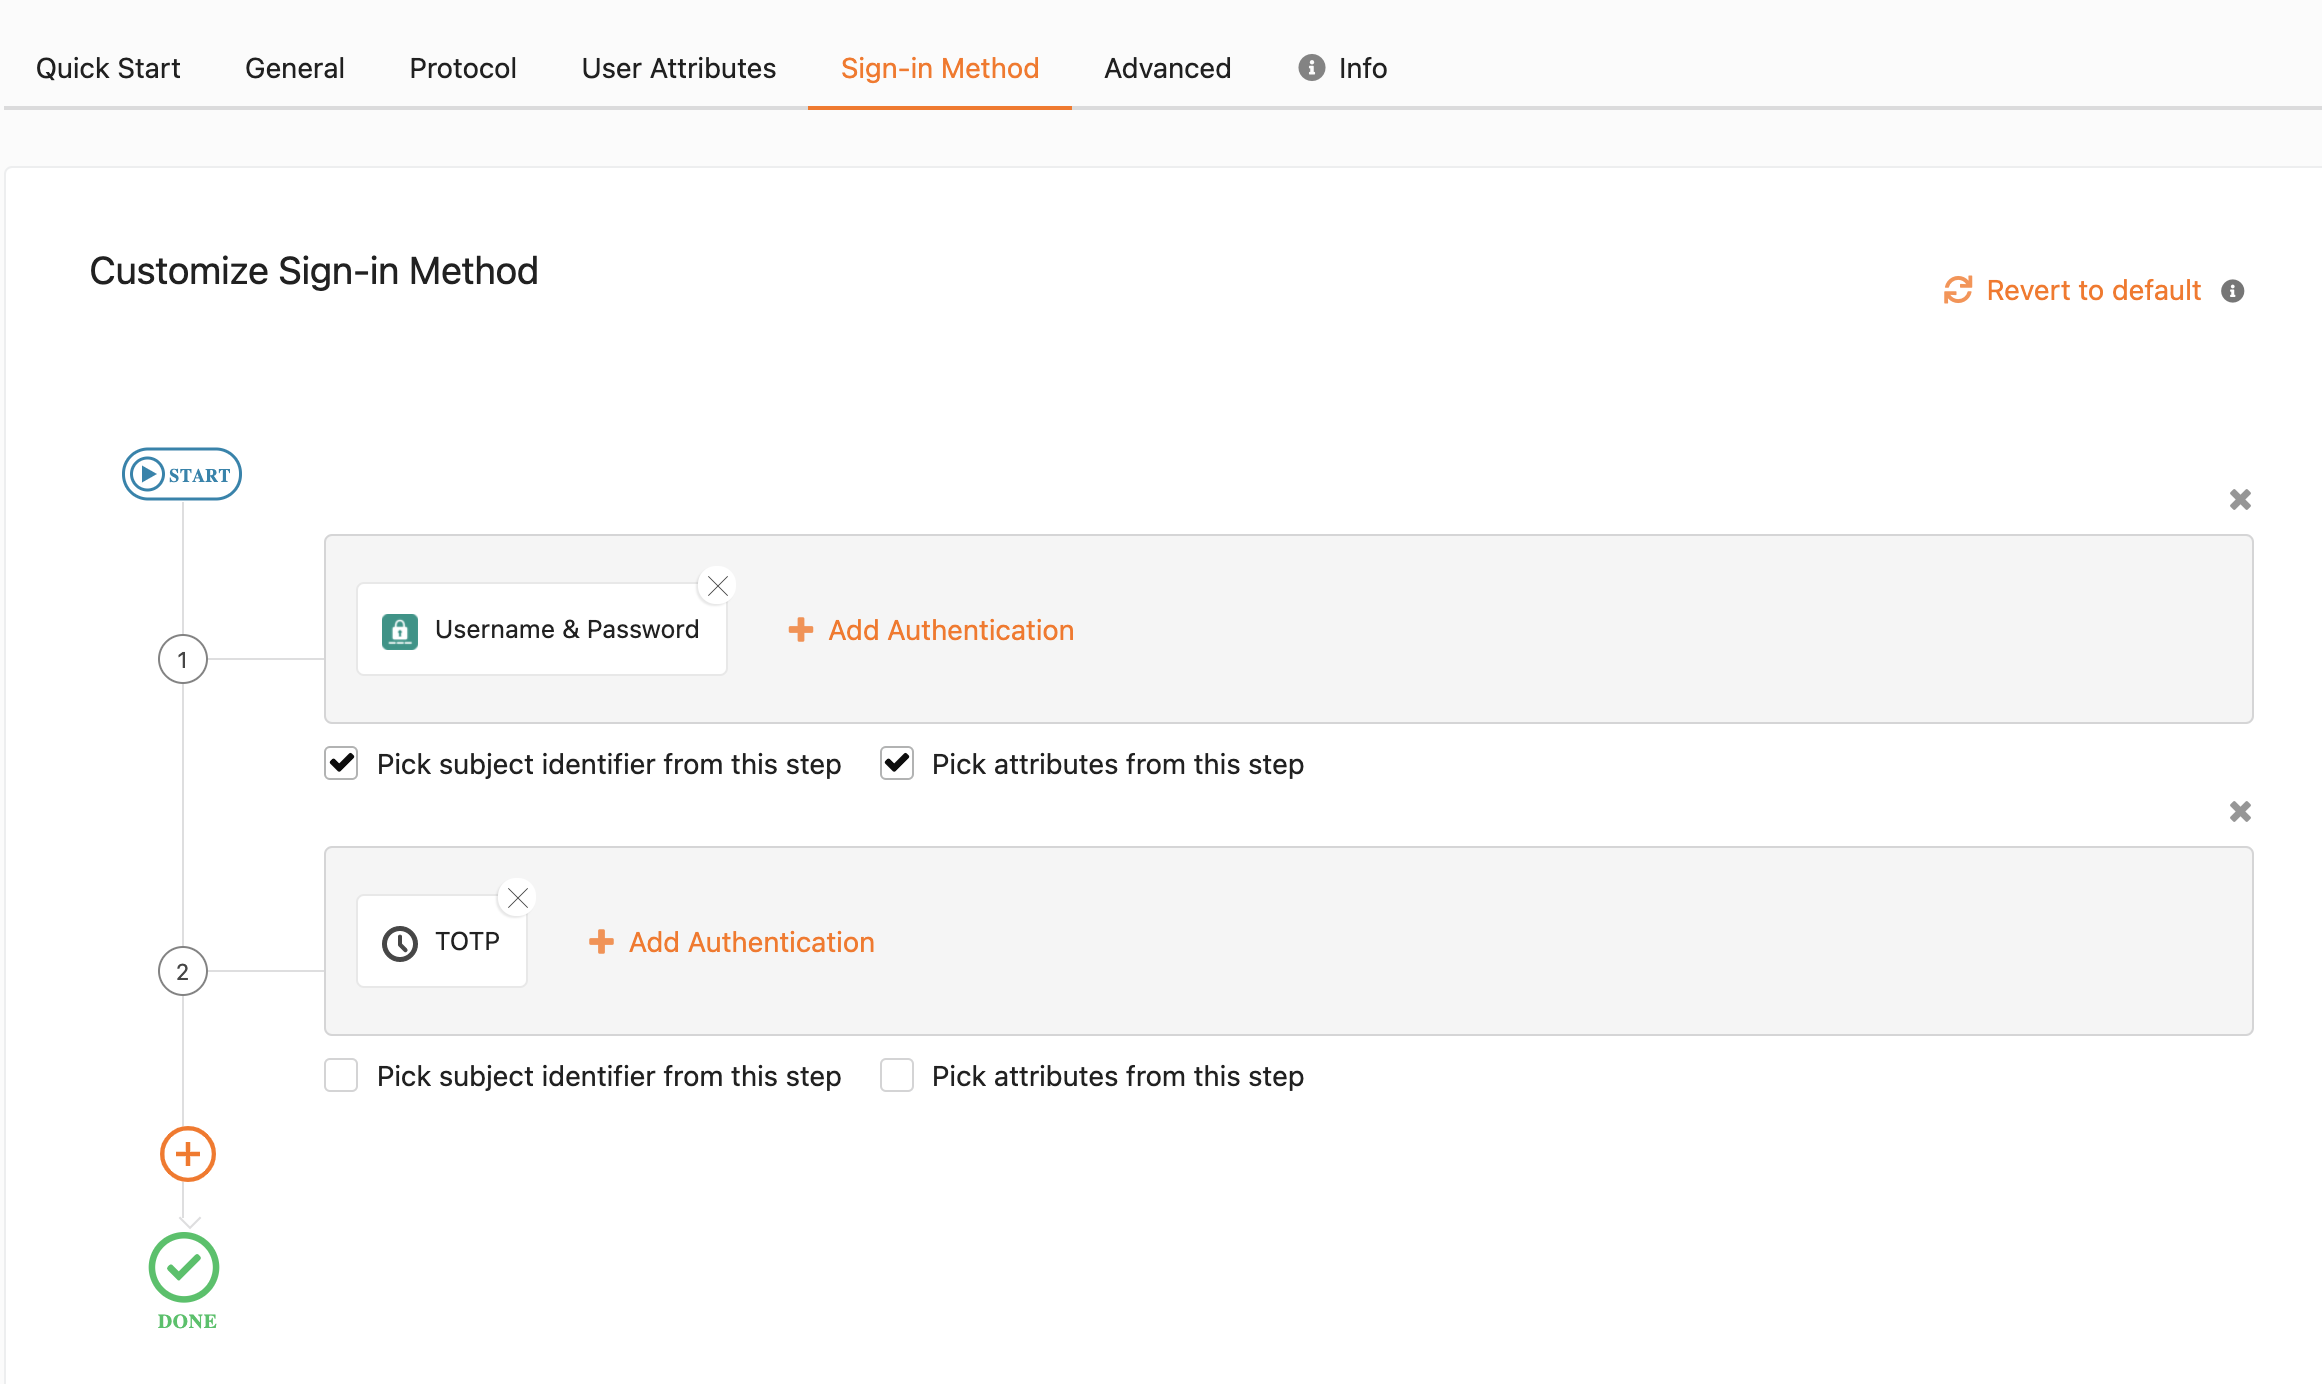 Quick Start General Protocol User Attributes Sign-in Method Advanced Info
Customize Sign-in Method
Revert to default
START
1
Username & Password
Add Authentication
Pick subject identifier from this step
Pick attributes from this step
2
TOTP
Add Authentication
Pick subject identifier from this step
Pick attributes from this step
DONE